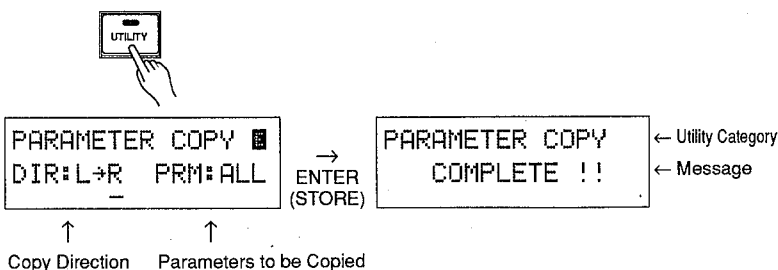 UTILITY
PARAMETER COPY
DIR:L→R PRM:ALL
→
ENTER
(STORE)
PARAMETER COPY
COMPLETE !!
← Utility Category
← Message
↑ ↑
Copy Direction Parameters to be Copied